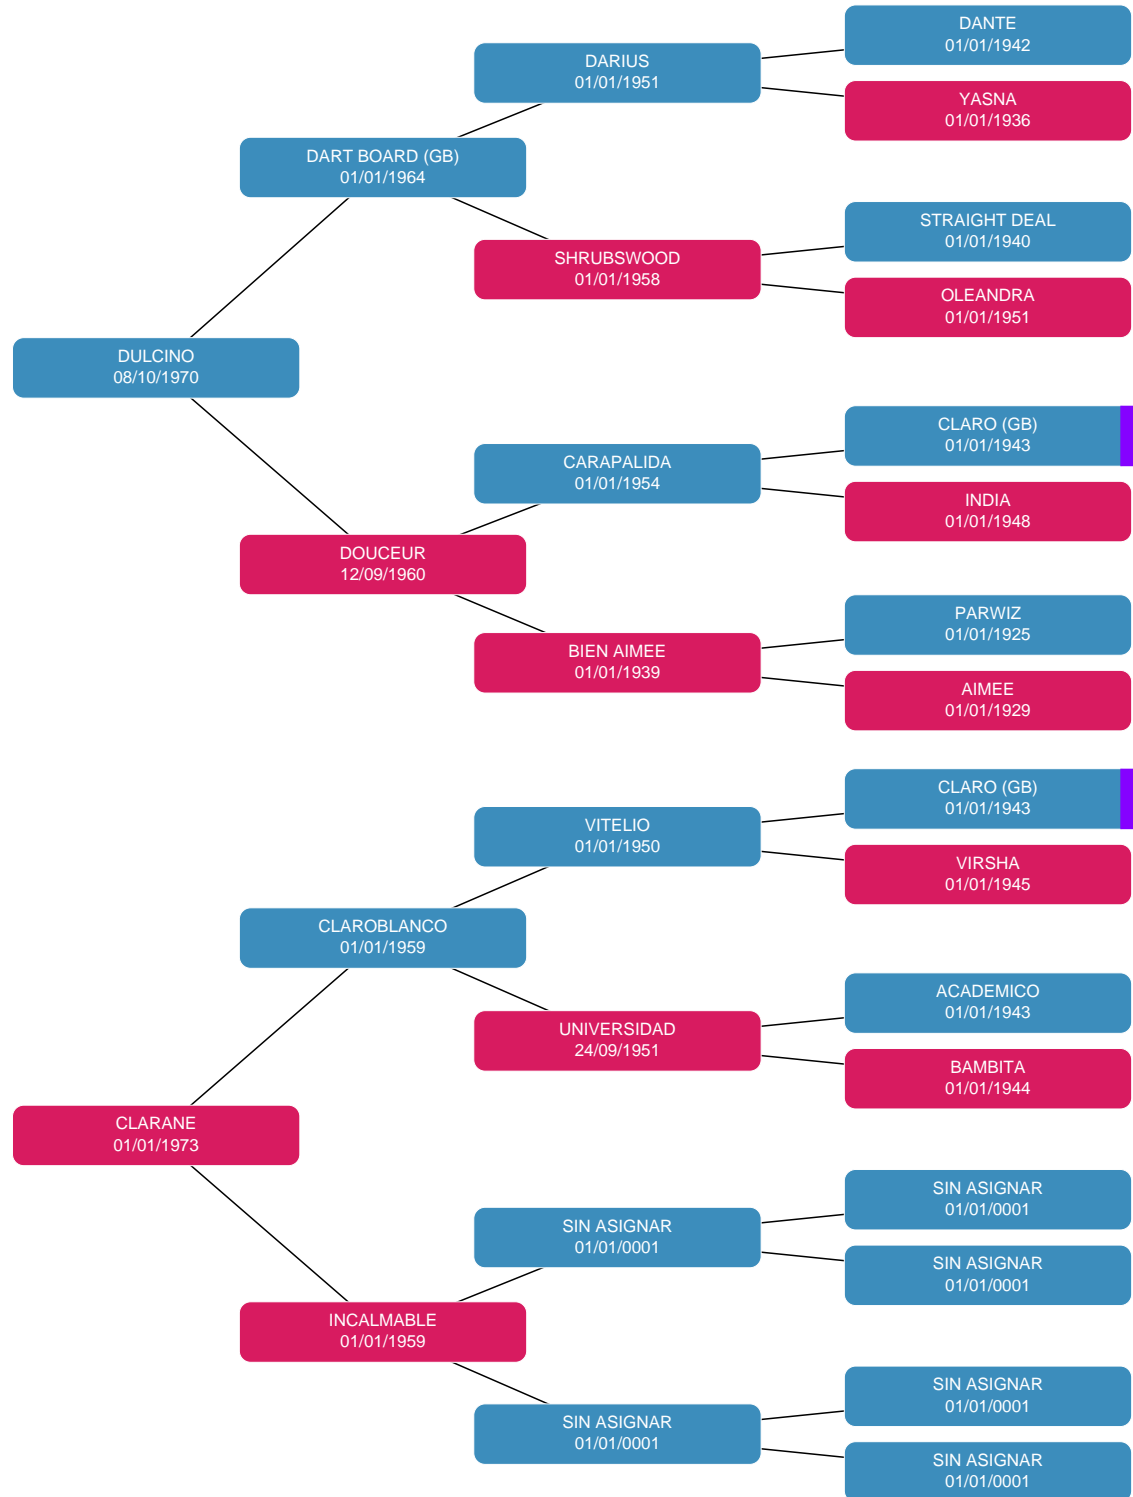 DANTE
01/01/1942
DARIUS
01/01/1951
YASNA
01/01/1936
DART BOARD (GB)
01/01/1964
STRAIGHT DEAL
01/01/1940
SHRUBSWOOD
01/01/1958
OLEANDRA
01/01/1951
DULCINO
08/10/1970
CLARO (GB)
01/01/1943
CARAPALIDA
01/01/1954
INDIA
01/01/1948
DOUCEUR
12/09/1960
PARWIZ
01/01/1925
BIEN AIMEE
01/01/1939
AIMEE
01/01/1929
CLARO (GB)
01/01/1943
VITELIO
01/01/1950
VIRSHA
01/01/1945
CLAROBLANCO
01/01/1959
ACADEMICO
01/01/1943
UNIVERSIDAD
24/09/1951
BAMBITA
01/01/1944
CLARANE
01/01/1973
SIN ASIGNAR
01/01/0001
SIN ASIGNAR
01/01/0001
SIN ASIGNAR
01/01/0001
INCALMABLE
01/01/1959
SIN ASIGNAR
01/01/0001
SIN ASIGNAR
01/01/0001
SIN ASIGNAR
01/01/0001